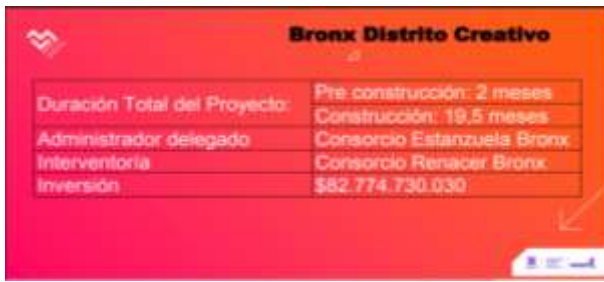 Bronx Distrito Creativo
Duración Total del Proyecto:
Pre construcción: 2 meses
Construcción: 19,5 meses
Administrador delegado Consorcio Estanzuela Bronx
Interventoría Consorcio Renacer Bronx
Inversión $82.774.730.030